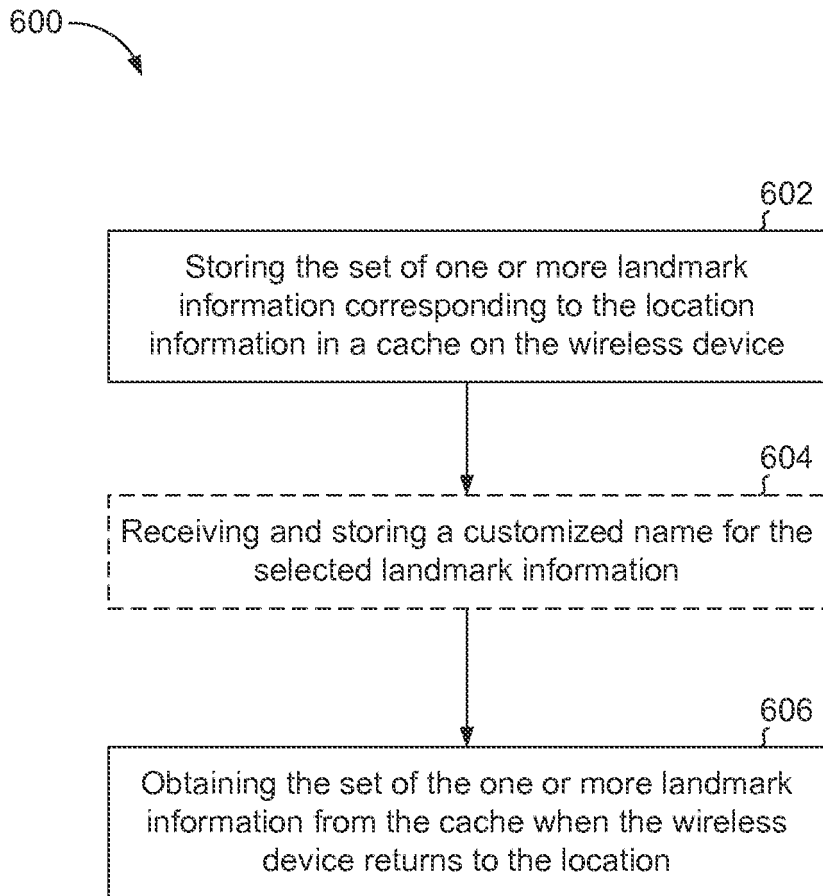 600
602
Storing the set of one or more landmark
information corresponding to the location
information in a cache on the wireless device
604
Receiving and storing a customized name for the
selected landmark information
606
Obtaining the set of the one or more landmark
information from the cache when the wireless
device returns to the location